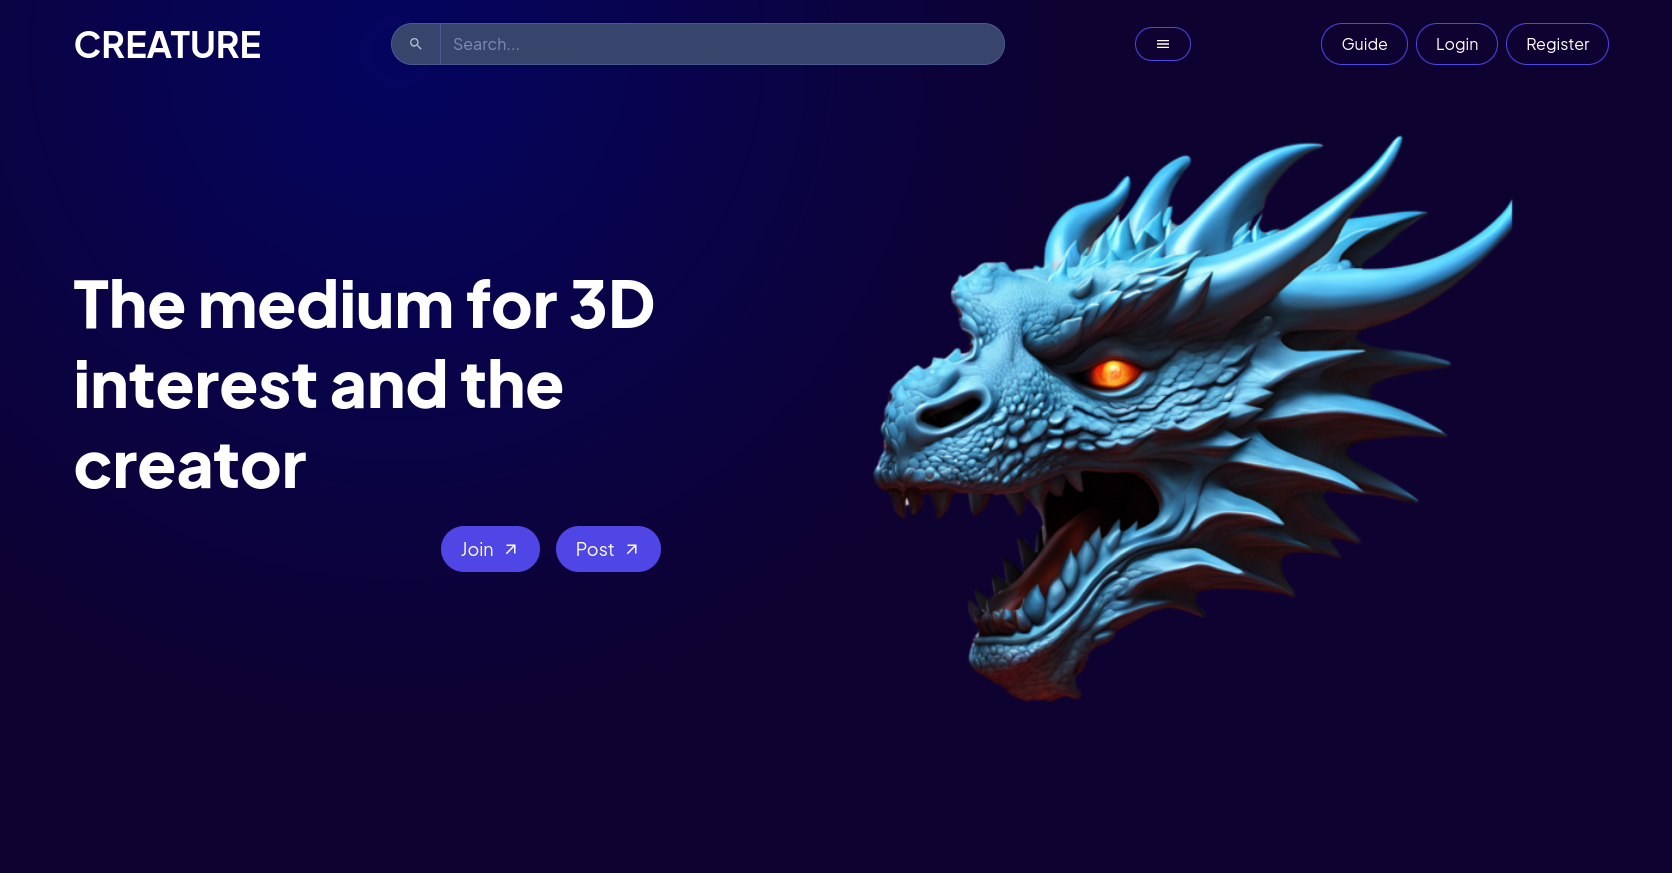 CREATURE
Search...
Guide
Login
Register
The medium for 3D
interest and the
creator
Join
Post